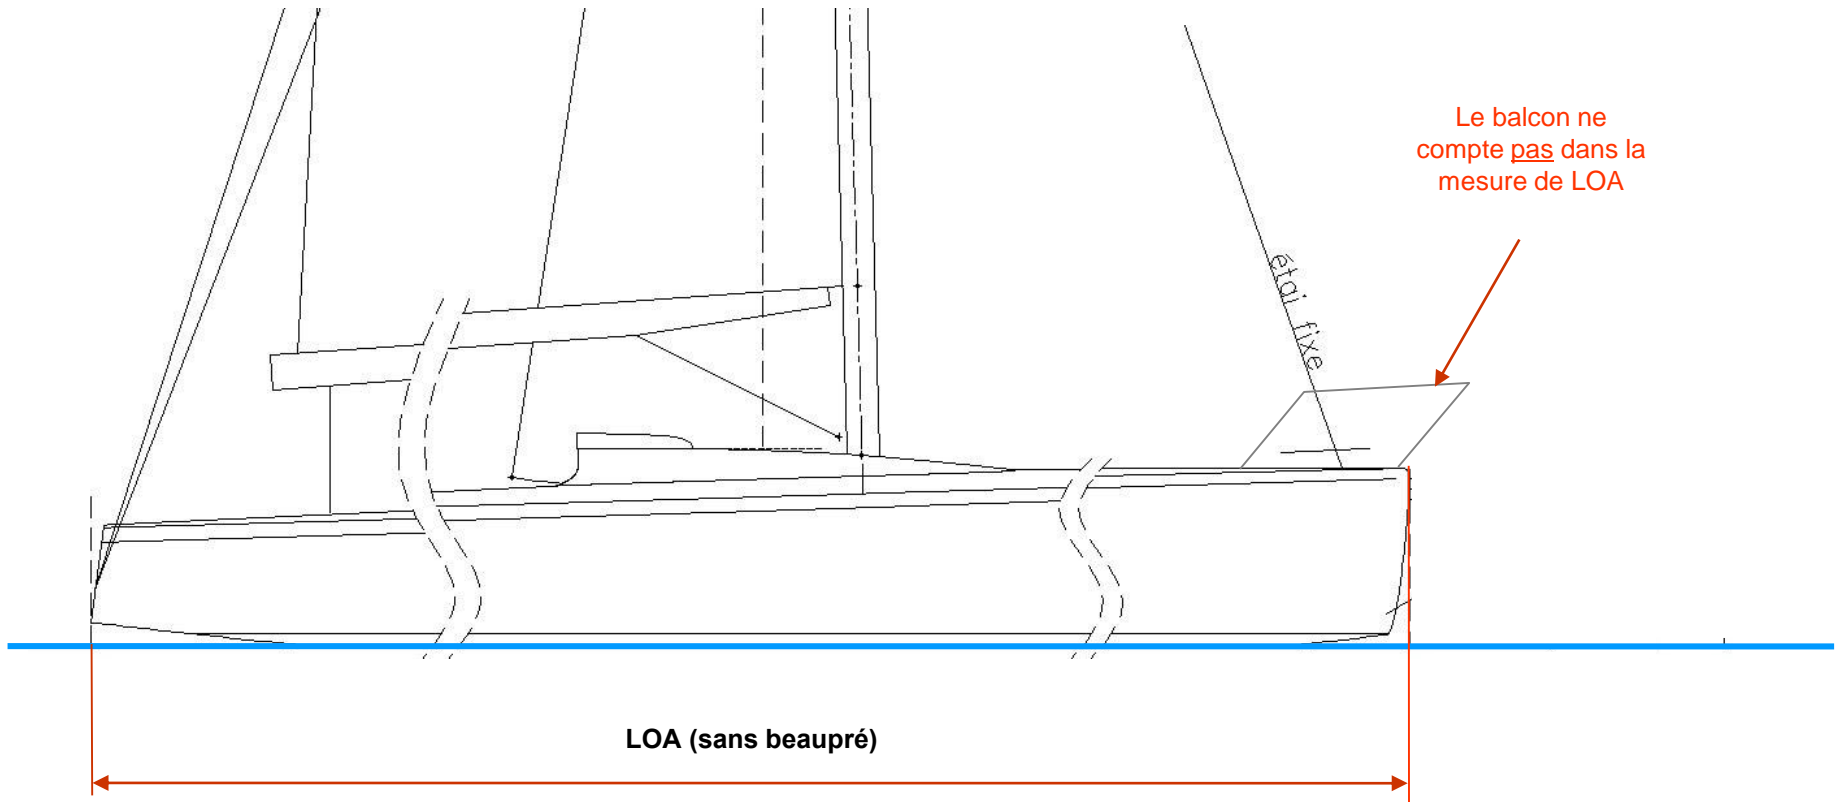 Le balcon ne
compte pas dans la
mesure de LOA
étai fixe
LOA (sans beaupré)